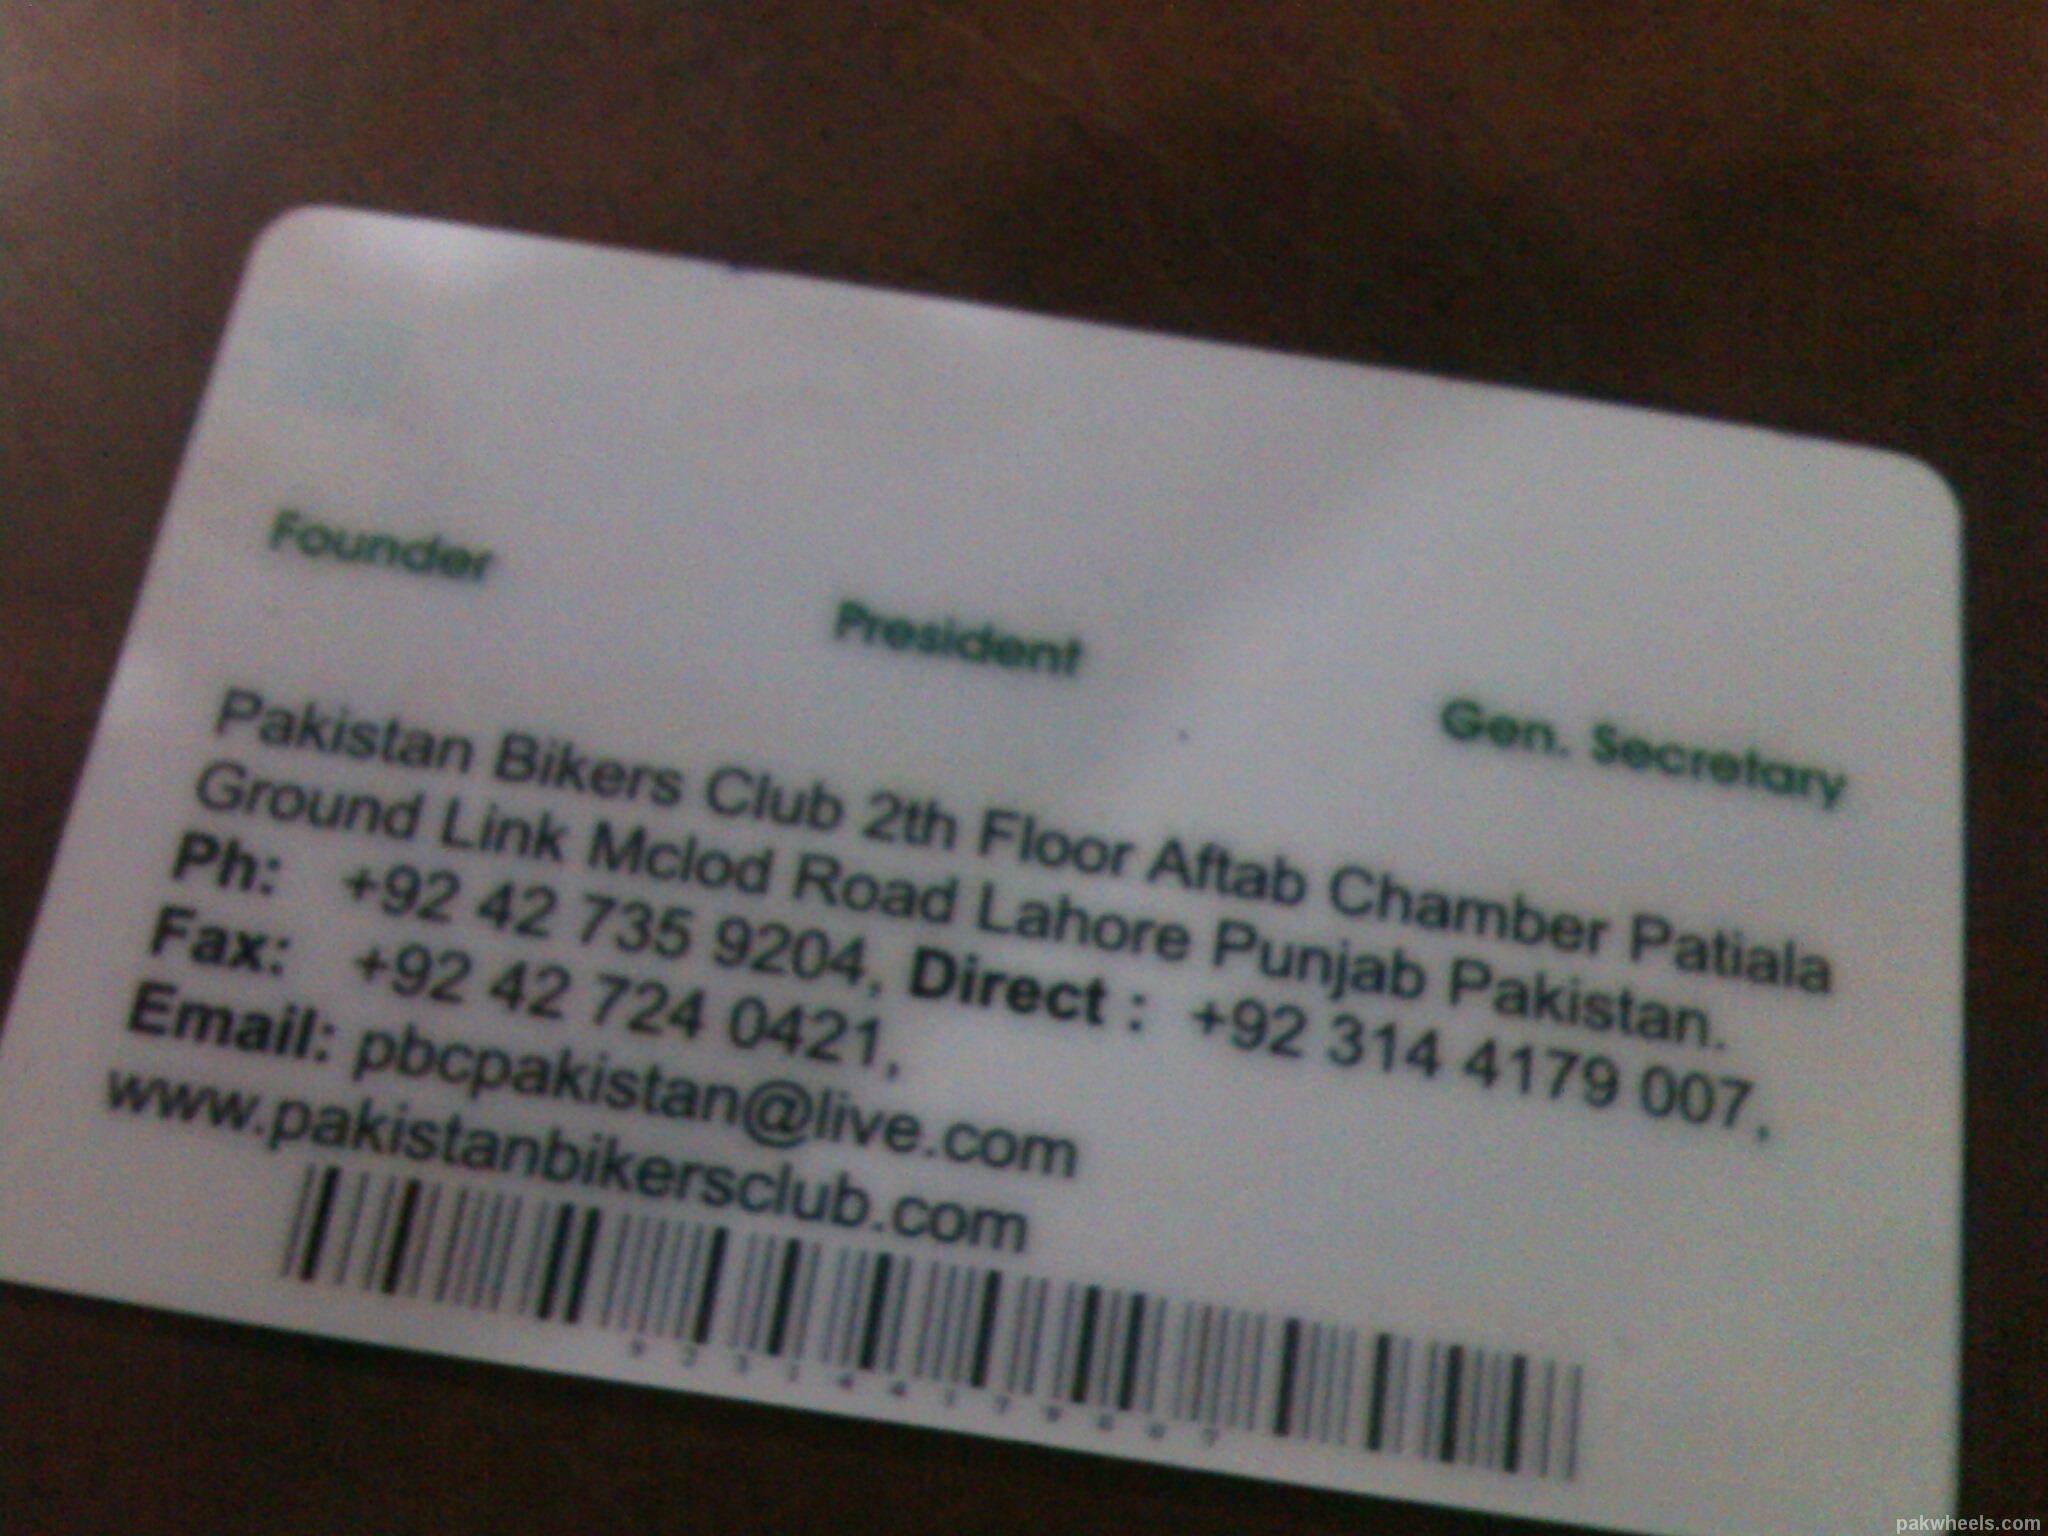 Founder
President
Gen. Secretary
Pakistan Bikers Club 2th Floor Aftab Chamber Patiala
Ground Link Mclod Road Lahore Punjab Pakistan.
Ph: +92 42 735 9204, Direct : +92 314 4179 007,
Fax: +92 42 724 0421,
Email: pbcpakistan@live.com
www.pakistanbikersclub.com
pakwheels.com